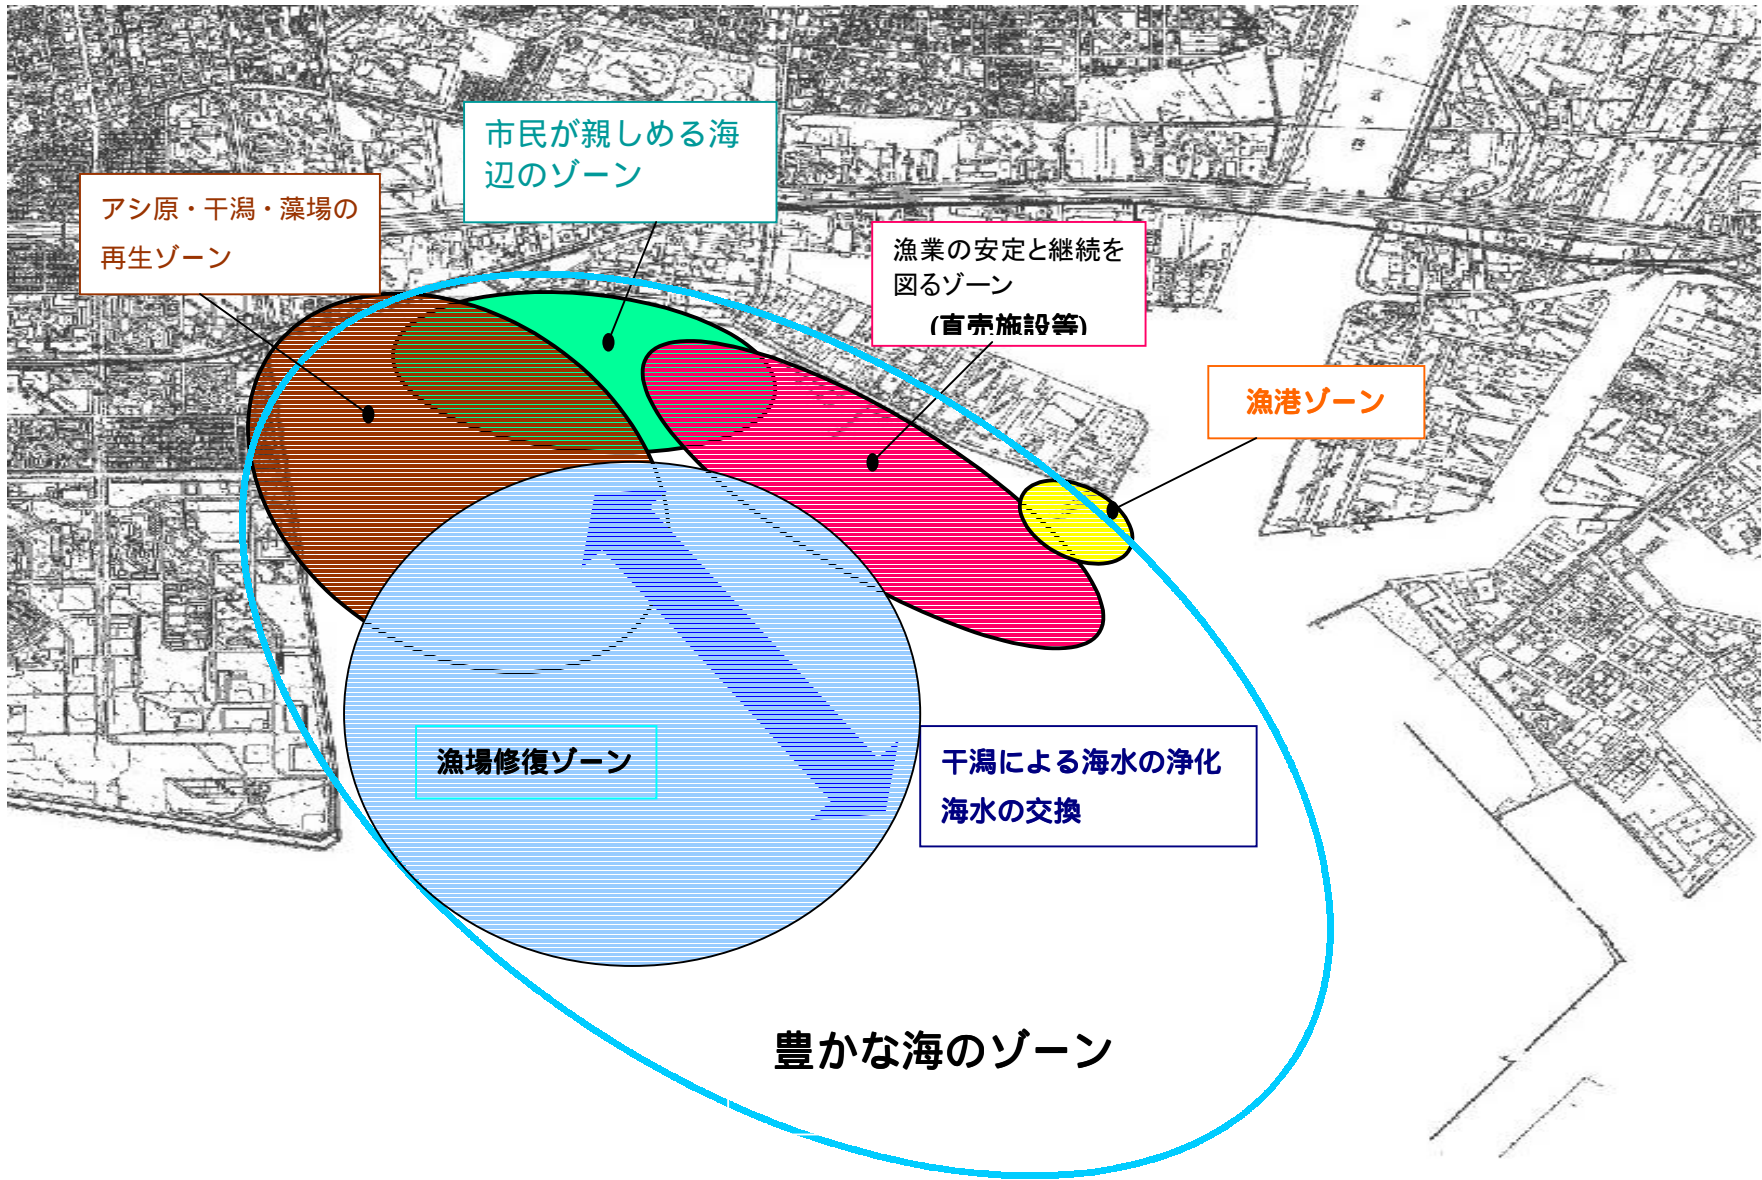 市民が親しめる海
辺のゾーン
アシ原・干潟・藻場の
再生ゾーン
漁業の安定と継続を
図るゾーン
(直売施設等)
漁港ゾーン
漁場修復ゾーン
干潟による海水の浄化
海水の交換
豊かな海のゾーン